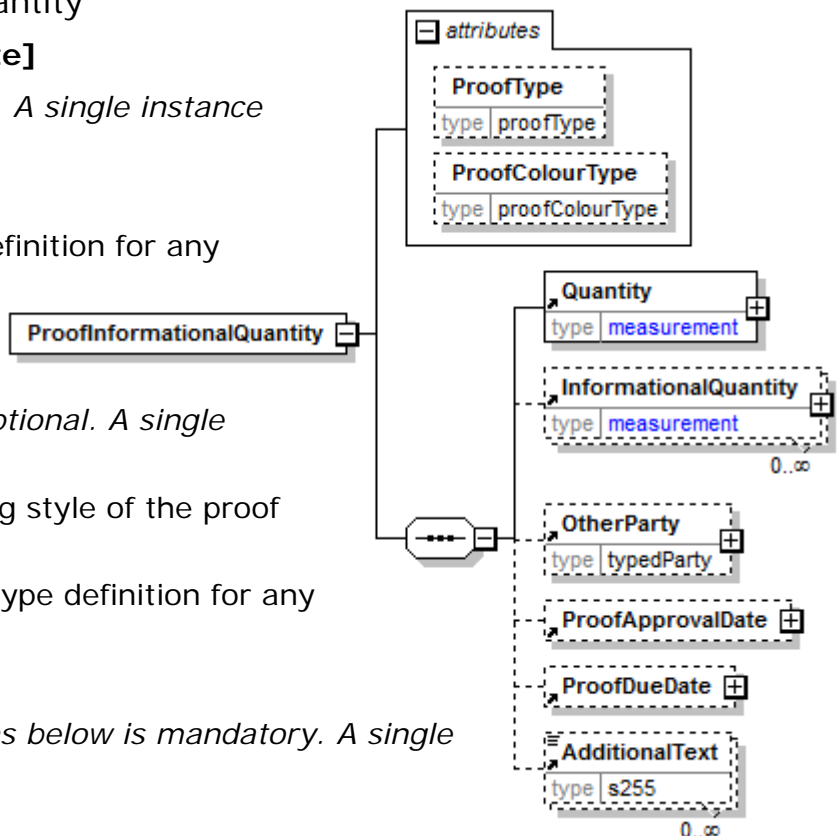 antity
te]
. A single instance
efinition for any
ptional. A single
g style of the proof
ype definition for any
s below is mandatory. A single
ProofInformationalQuantity
attributes
ProofType
type proofType
ProofColourType
type proofColourType
Quantity
type measurement
InformationalQuantity
type measurement
0..∞
OtherParty
type typedParty
ProofApprovalDate
ProofDueDate
AdditionalText
type s255
0..∞